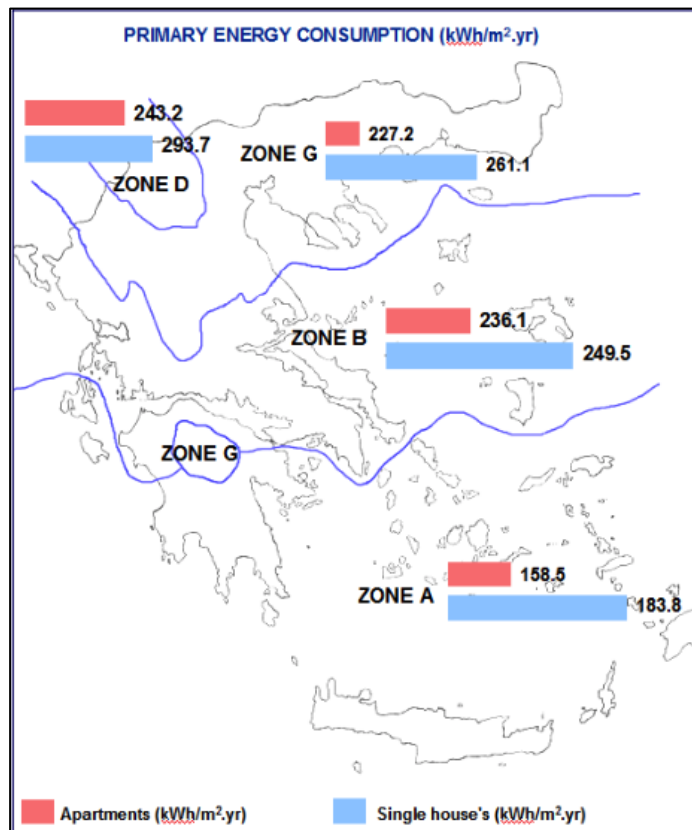 PRIMARY ENERGY CONSUMPTION (kWh/m².yr)
243.2
293.7
ZONE D
ZONE G
227.2
261.1
ZONE B
236.1
249.5
ZONE G
ZONE A
158.5
183.8
Apartments (kWh/m².yr)
Single house's (kWh/m².yr)